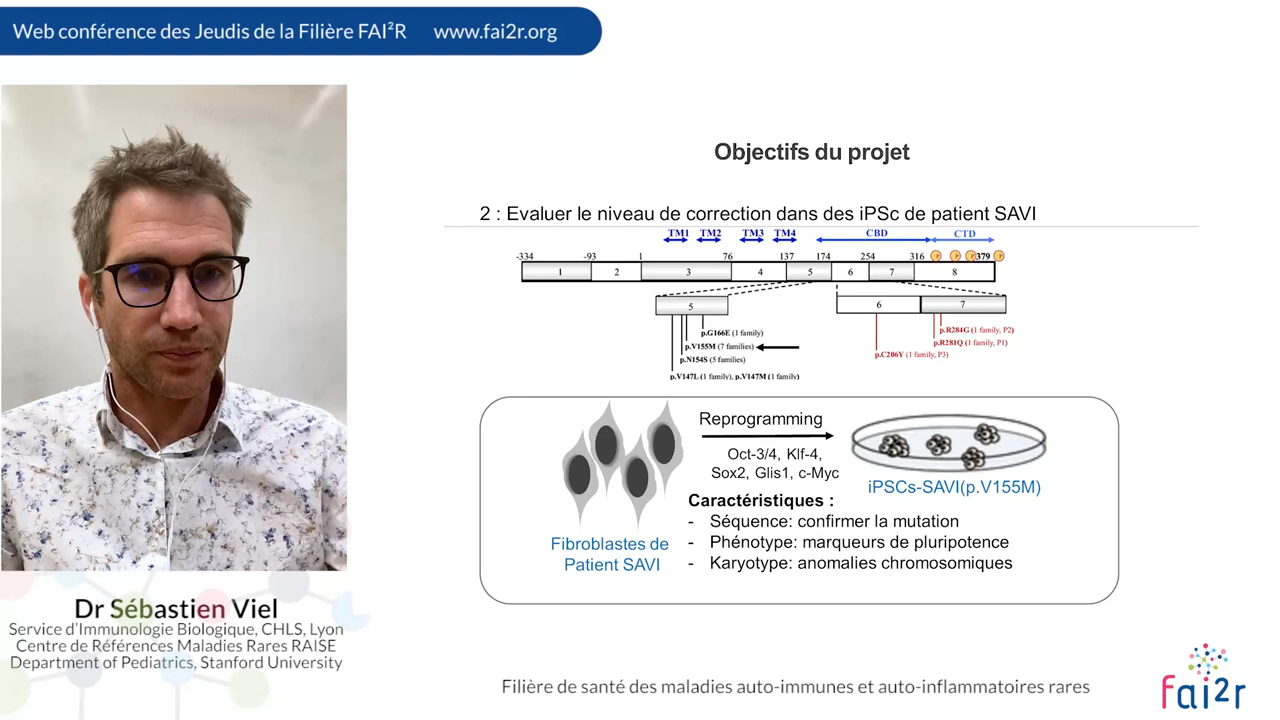 Web conférence des Jeudis de la Filière FAI²R www.fai2r.org
Objectifs du projet
2 : Evaluer le niveau de correction dans des iPSc de patient SAVI
TM1 TM2 TM3 TM4 CBD CTD
-334 -93 1 76 137 174 254 316 P P P 379 P
1 2 3 4 5 6 7 8
5 6 7
p.G166E (1 family)
p.V155M (7 families)
p.N154S (5 families)
p.V147L (1 family), p.V147M (1 family)
p.R284G (1 family, P2)
p.R281Q (1 family, P1)
p.C206Y (1 family, P3)
Reprogramming
Oct-3/4, Klf-4,
Sox2, Glis1, c-Myc
iPSCs-SAVI(p.V155M)
Caractéristiques :
- Séquence: confirmer la mutation
- Phénotype: marqueurs de pluripotence
- Karyotype: anomalies chromosomiques
Fibroblastes de
Patient SAVI
Dr Sébastien Viel
Service d'Immunologie Biologique, CHLS, Lyon
Centre de Références Maladies Rares RAISE
Department of Pediatrics, Stanford University
Filière de santé des maladies auto-immunes et auto-inflammatoires rares
fai2r